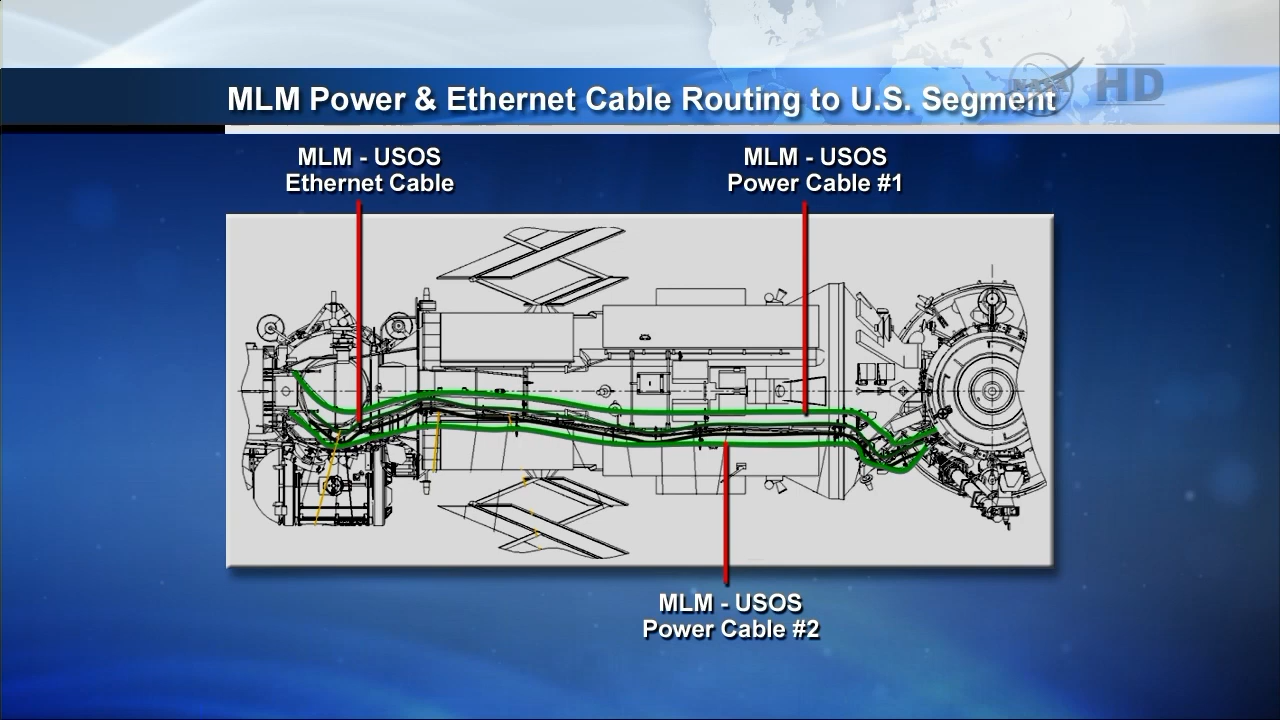 MLM Power & Ethernet Cable Routing to U.S. Segment
NASA HD
MLM - USOS
Ethernet Cable
MLM - USOS
Power Cable #1
MLM - USOS
Power Cable #2